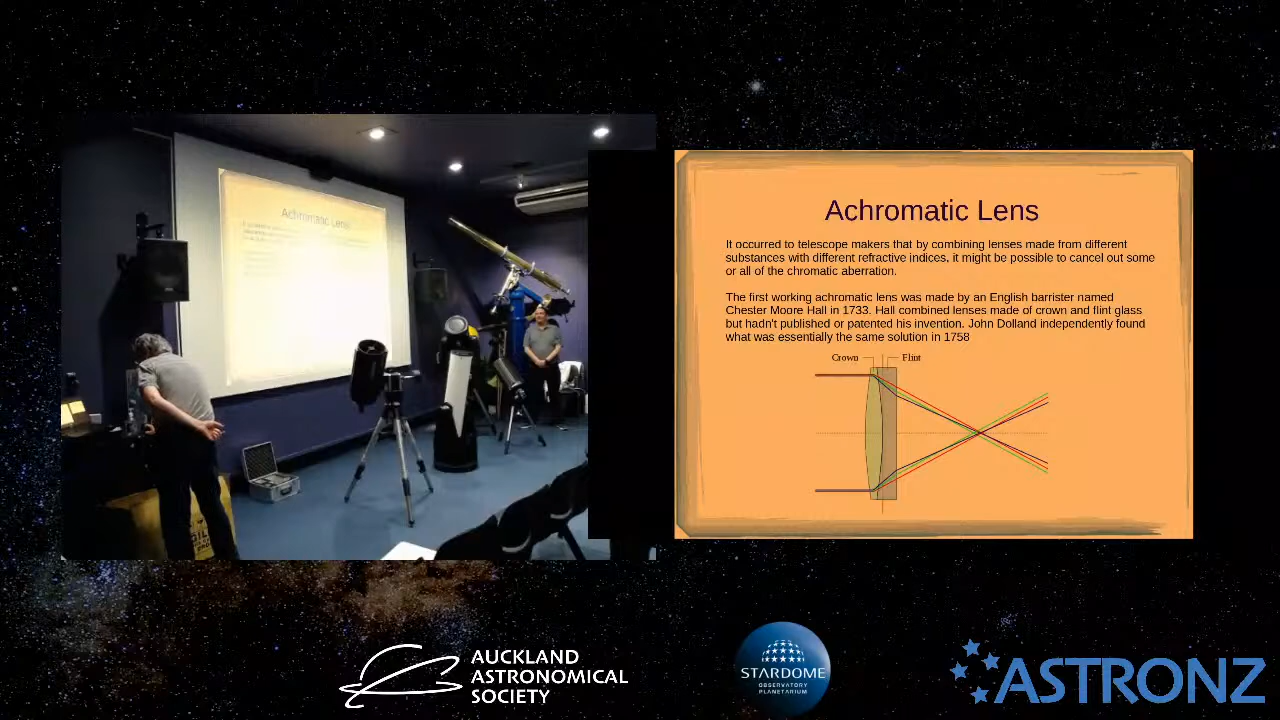 Achromatic Lens
Achromatic Lens
It occurred to telescope makers that by combining lenses made from different
substances with different refractive indices, it might be possible to cancel out some
or all of the chromatic aberration.
The first working achromatic lens was made by an English barrister named
Chester Moore Hall in 1733. Hall combined lenses made of crown and flint glass
but hadn't published or patented his invention. John Dolland independently found
what was essentially the same solution in 1758
Crown
Flint
AUCKLAND
ASTRONOMICAL
SOCIETY
STARDOME
OBSERVATORY
PLANETARIUM
ASTRONZ